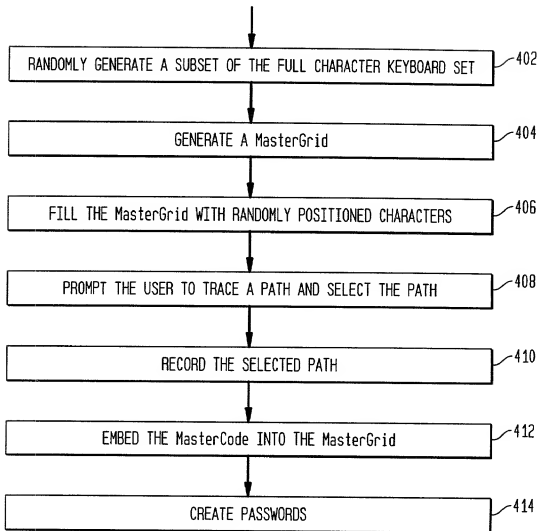 RANDOMLY GENERATE A SUBSET OF THE FULL CHARACTER KEYBOARD SET 402
GENERATE A MasterGrid 404
FILL THE MasterGrid WITH RANDOMLY POSITIONED CHARACTERS 406
PROMPT THE USER TO TRACE A PATH AND SELECT THE PATH 408
RECORD THE SELECTED PATH 410
EMBED THE MasterCode INTO THE MasterGrid 412
CREATE PASSWORDS 414